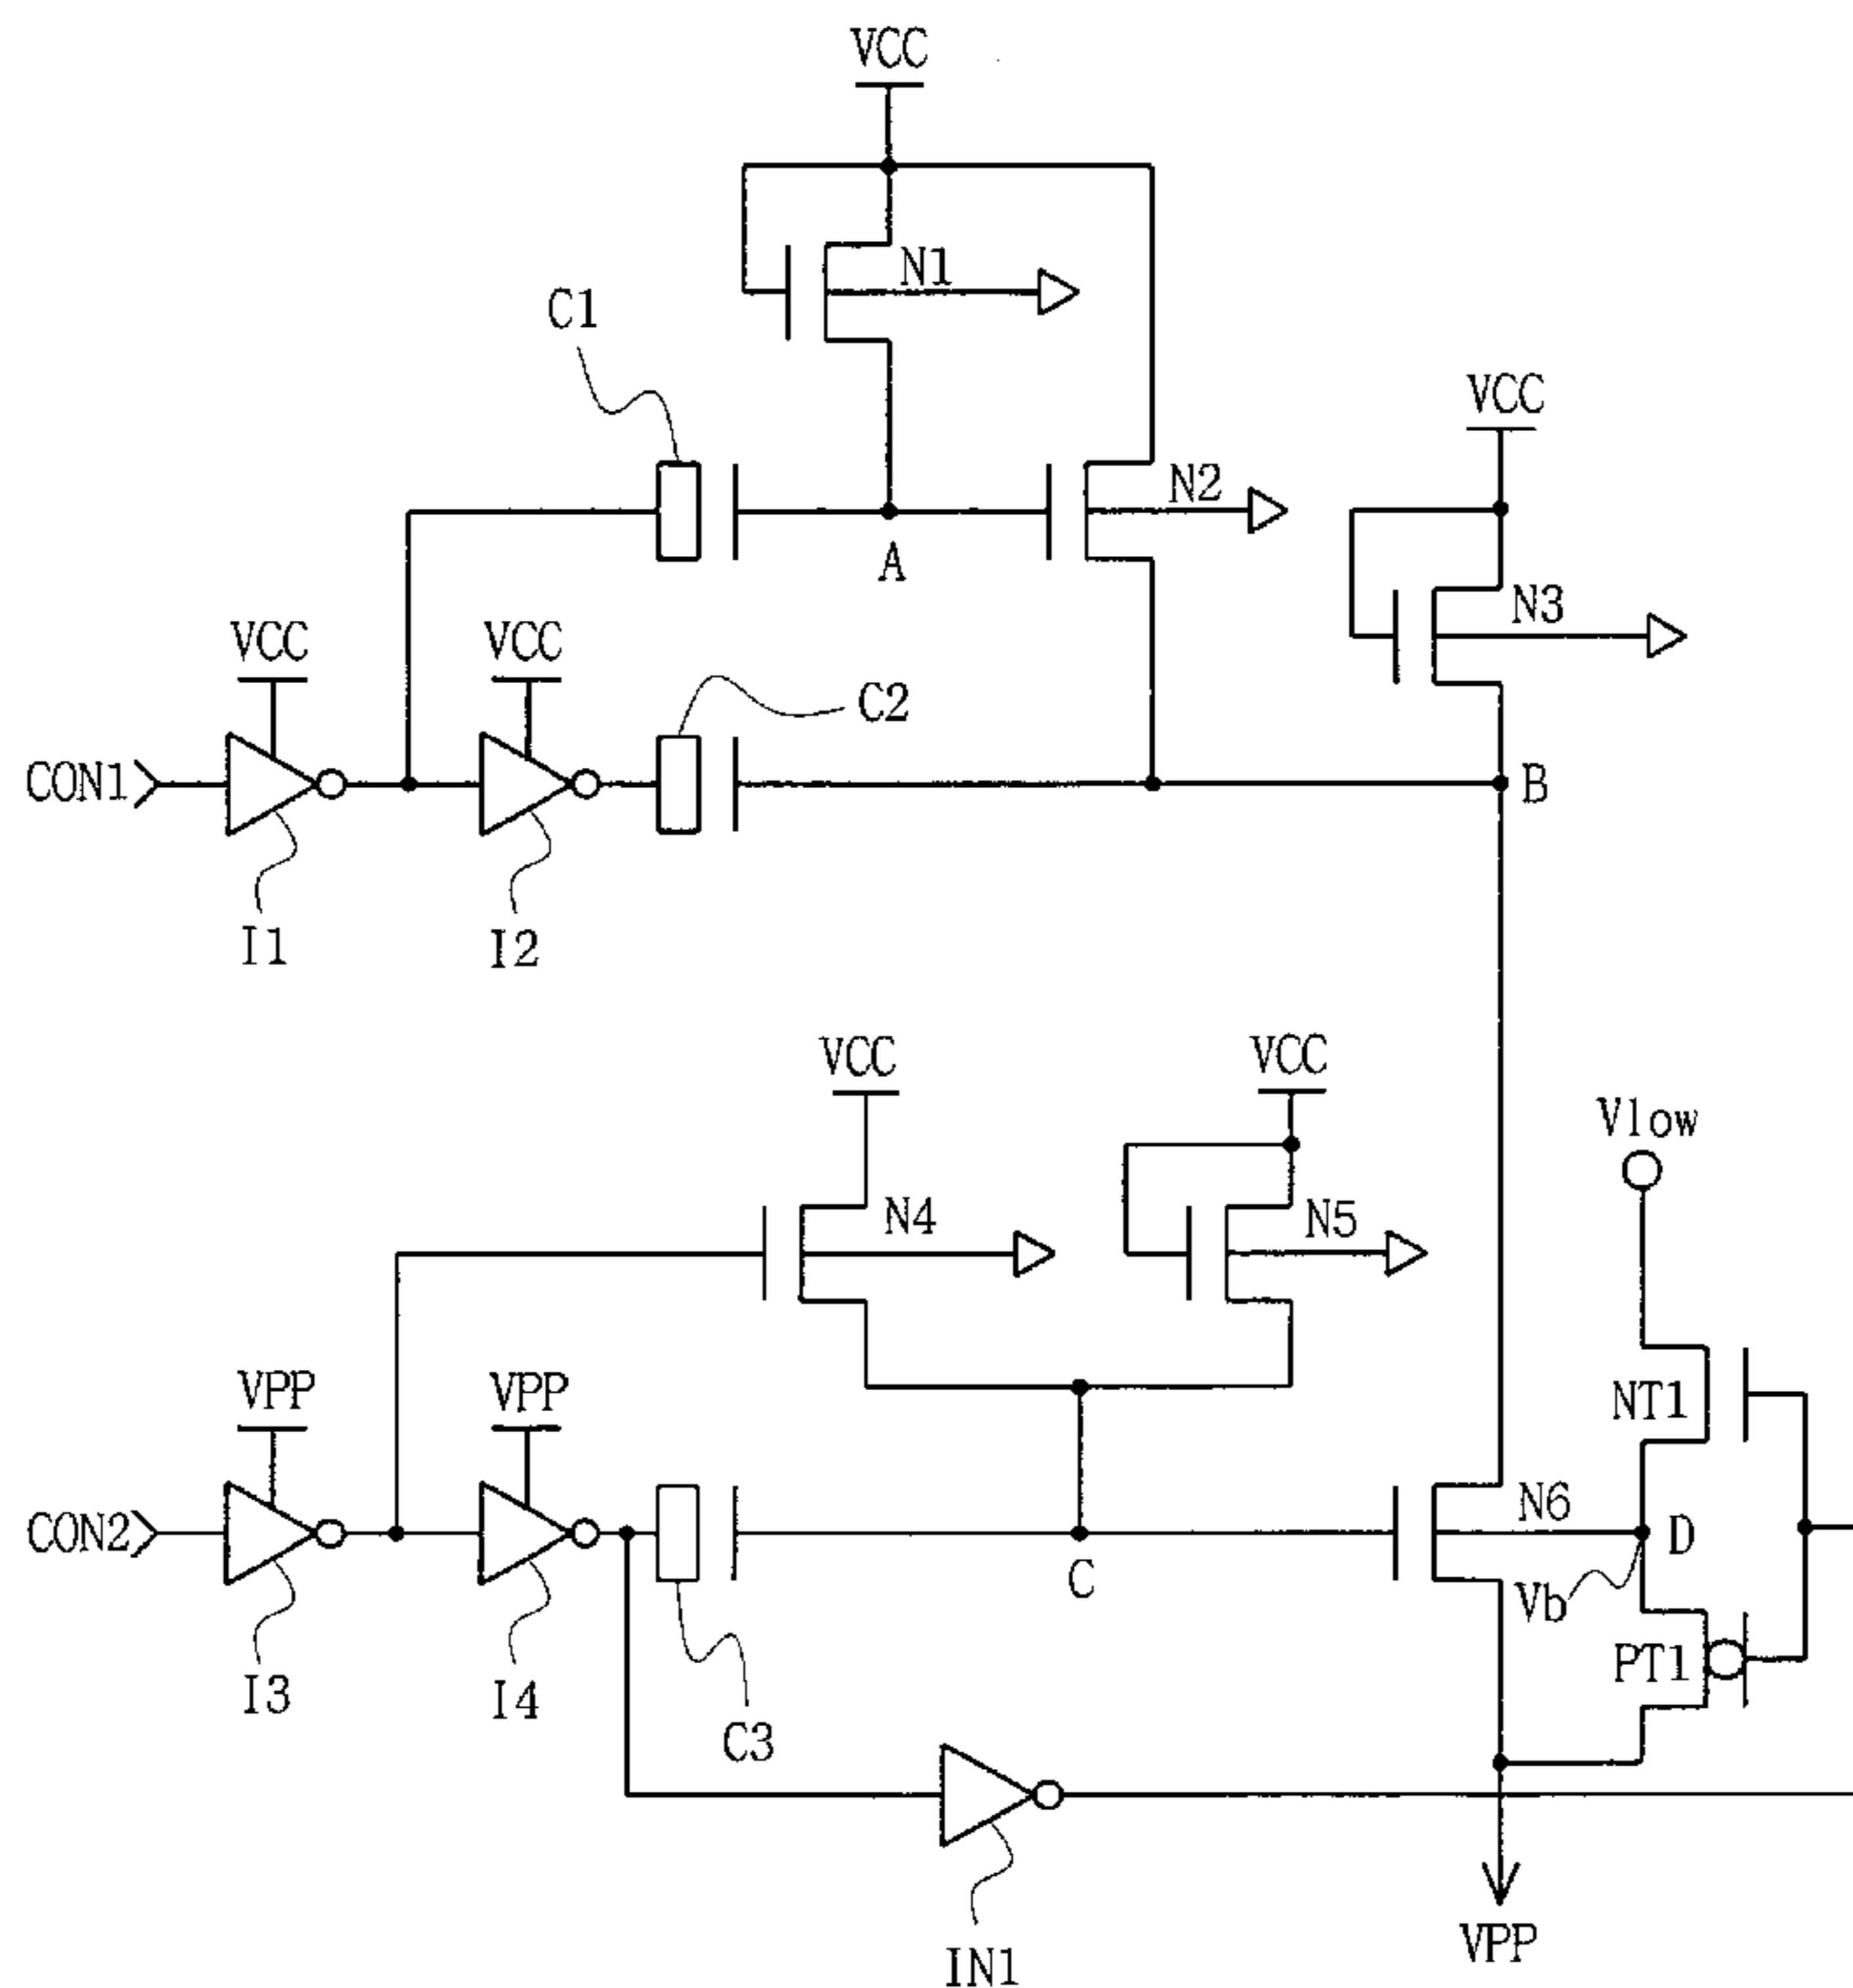 VCC
N1
C1
VCC
N2
A
N3
VCC
VCC
C2
CON1
B
I1
I2
VCC
VCC
Vlow
N4
N5
VPP
VPP
NT1
N6
CON2
D
C
Vb
PT1
I3
I4
C3
IN1
VPP